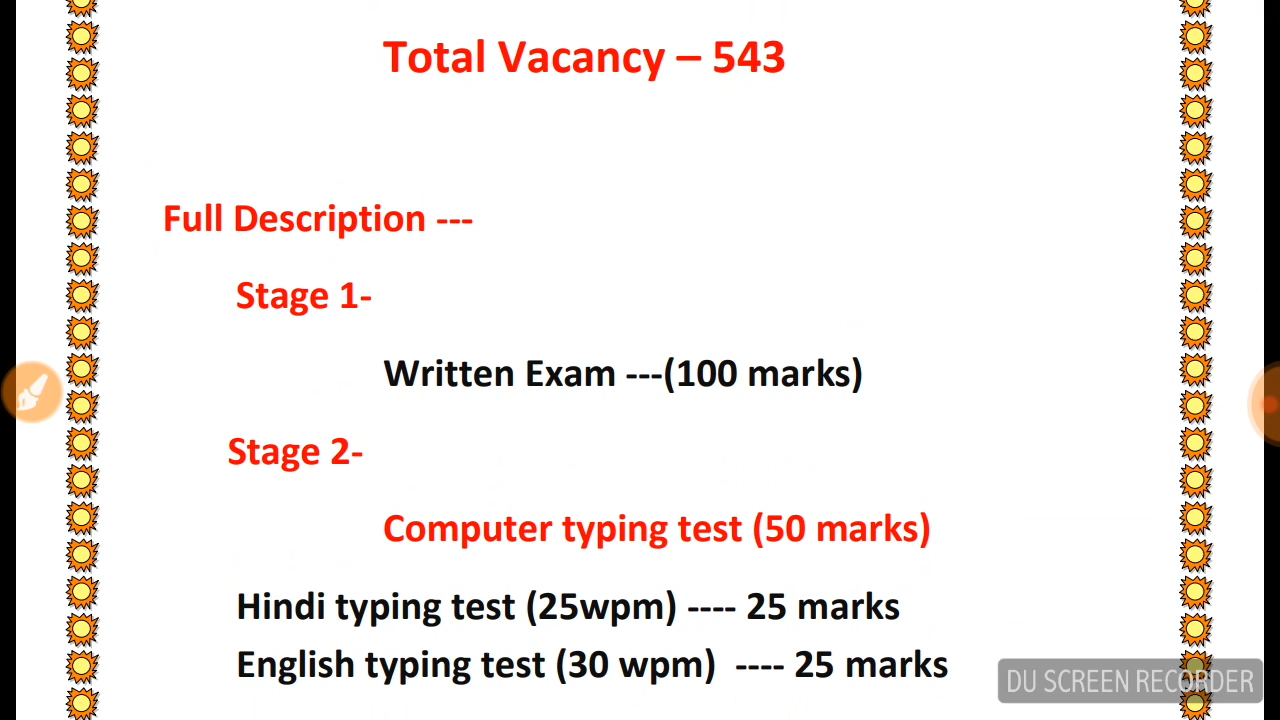 Total Vacancy – 543
Full Description ---
Stage 1-
Written Exam ---(100 marks)
Stage 2-
Computer typing test (50 marks)
Hindi typing test (25wpm) ---- 25 marks
English typing test (30 wpm)  ---- 25 marks
DU SCREEN RECORDER